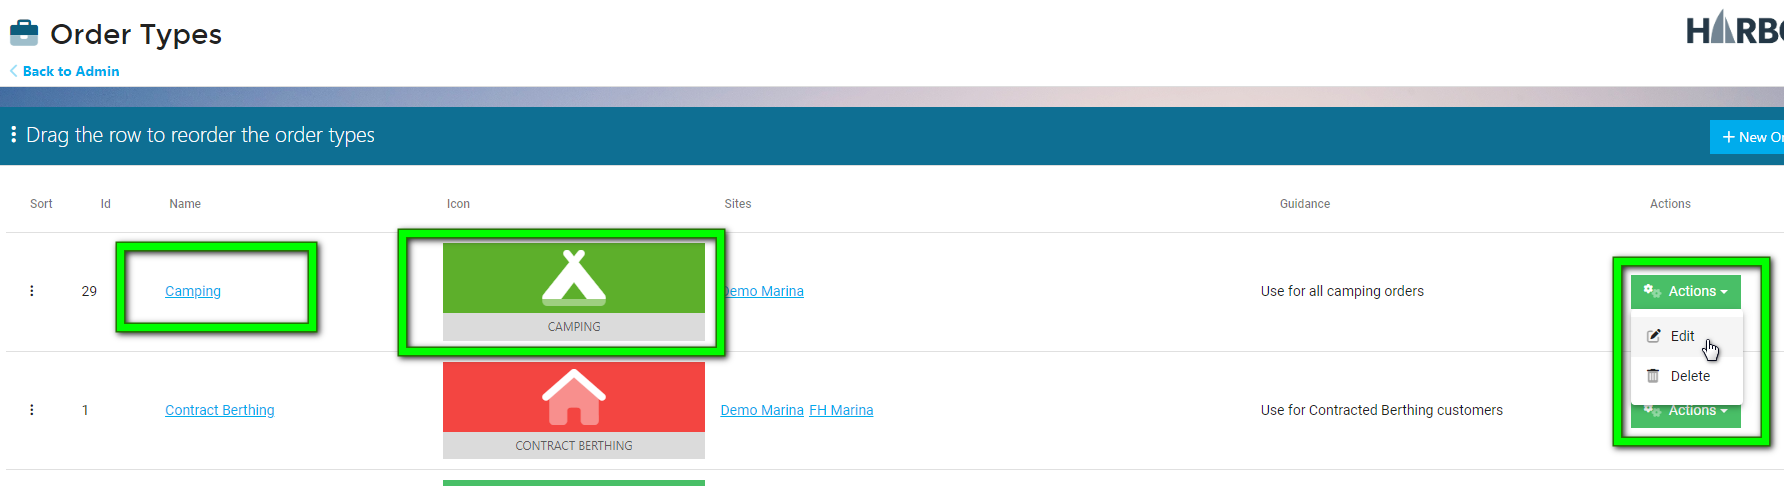 Order Types
HARBO
Back to Admin
Drag the row to reorder the order types
+ New Or
Sort Id Name Icon Sites Guidance Actions
29 Camping CAMPING Demo Marina Use for all camping orders Actions
Edit
Delete
1 Contract Berthing CONTRACT BERTHING Demo Marina FH Marina Use for Contracted Berthing customers Actions